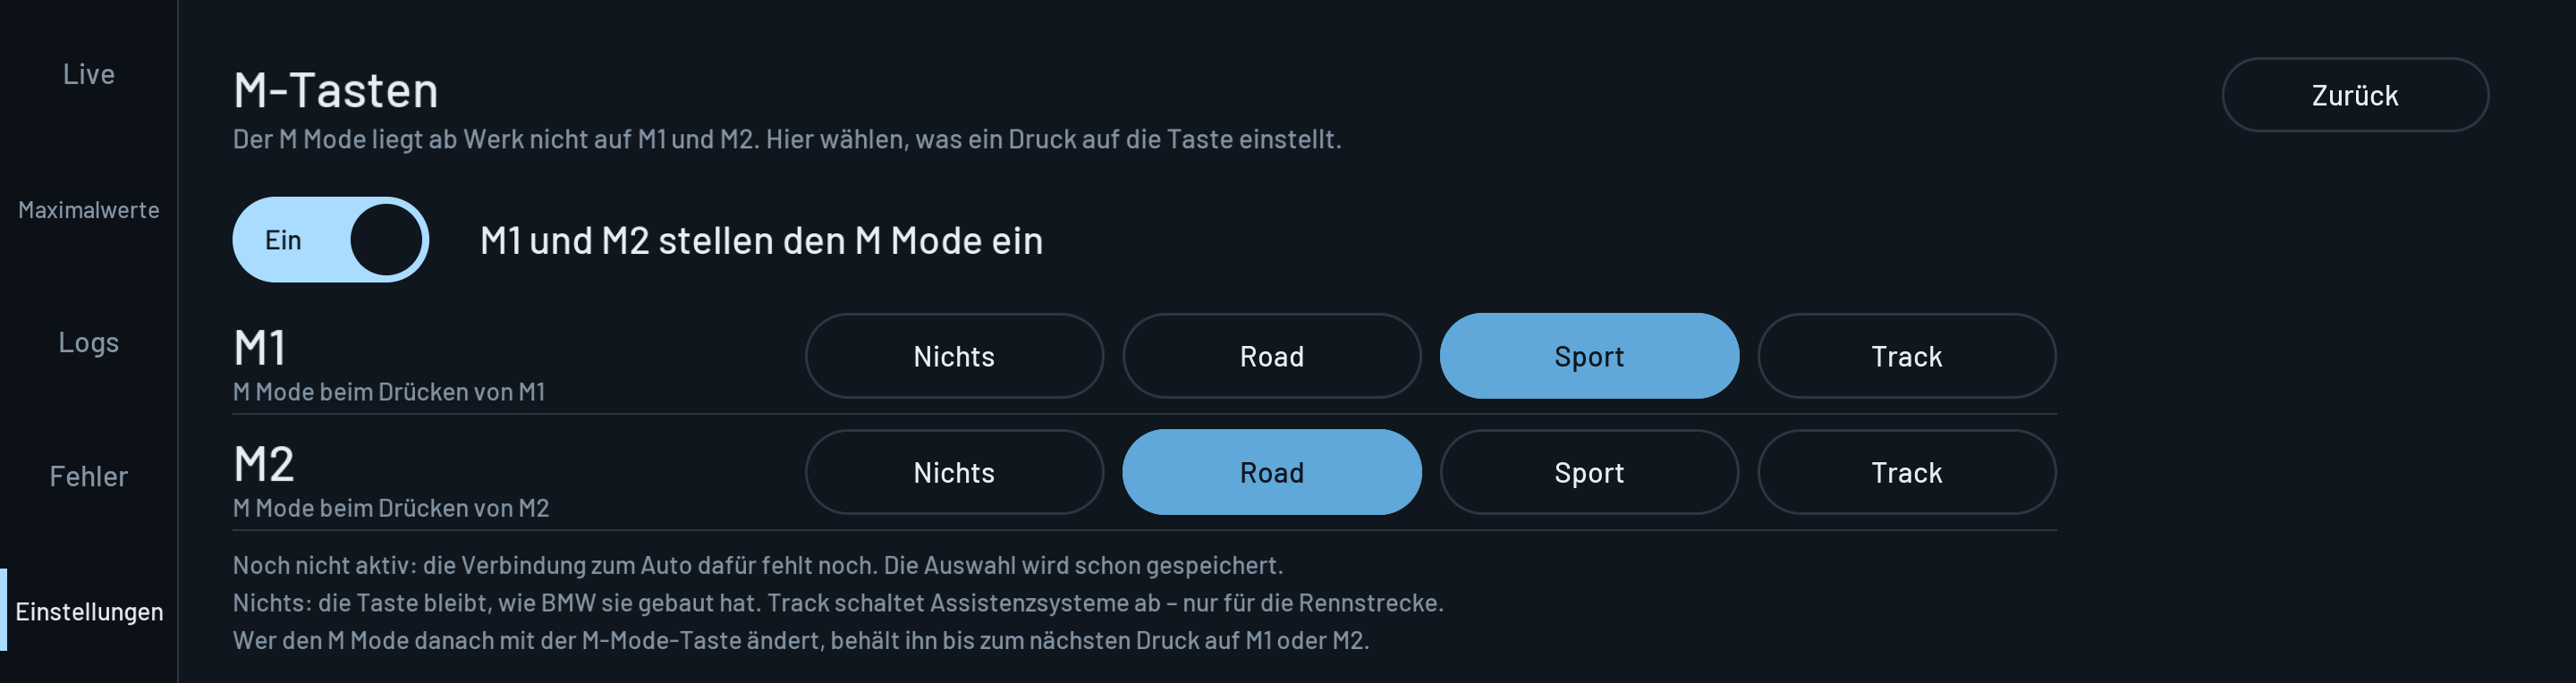 Live
Maximalwerte
Logs
Fehler
Einstellungen
M-Tasten
Der M Mode liegt ab Werk nicht auf M1 und M2. Hier wählen, was ein Druck auf die Taste einstellt.
Zurück
Ein
M1 und M2 stellen den M Mode ein
M1
M Mode beim Drücken von M1
Nichts Road Sport Track
M2
M Mode beim Drücken von M2
Nichts Road Sport Track
Noch nicht aktiv: die Verbindung zum Auto dafür fehlt noch. Die Auswahl wird schon gespeichert.
Nichts: die Taste bleibt, wie BMW sie gebaut hat. Track schaltet Assistenzsysteme ab – nur für die Rennstrecke.
Wer den M Mode danach mit der M-Mode-Taste ändert, behält ihn bis zum nächsten Druck auf M1 oder M2.